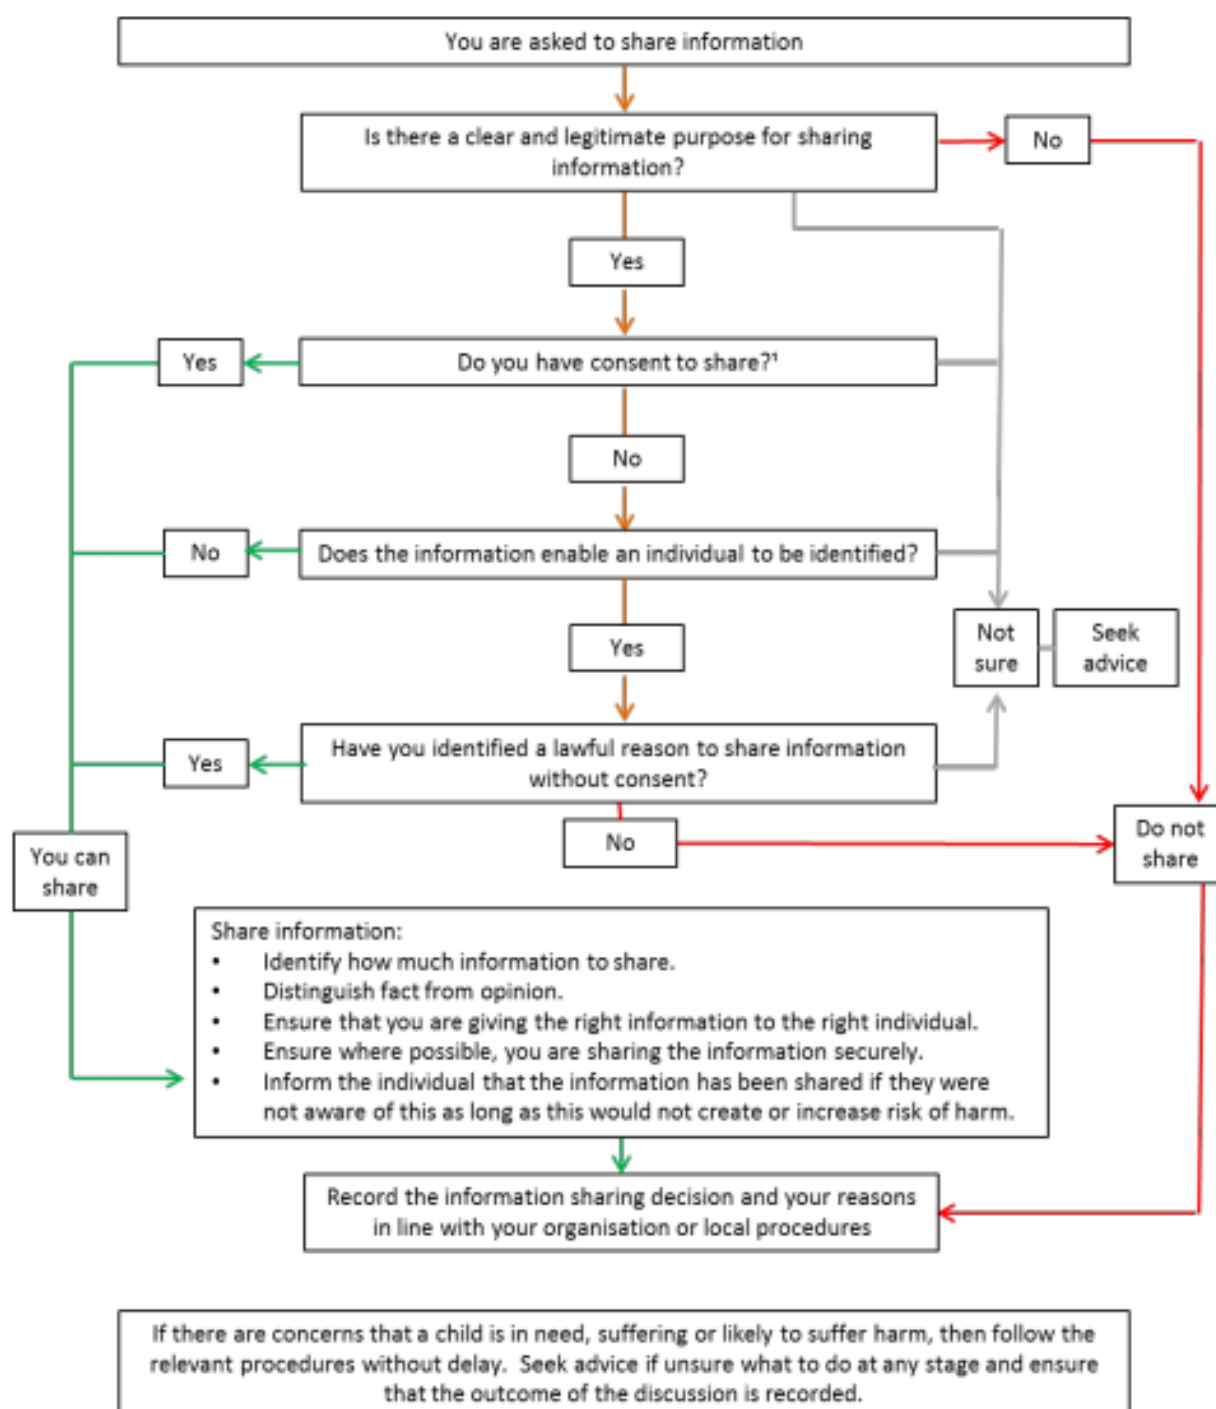 You are asked to share information
Is there a clear and legitimate purpose for sharing
information?
No
Yes
Yes
Do you have consent to share?¹
No
No
Does the information enable an individual to be identified?
Yes
Not
sure
Seek
advice
Yes
Have you identified a lawful reason to share information
without consent?
No
Do not
share
You can
share
Share information:
• Identify how much information to share.
• Distinguish fact from opinion.
• Ensure that you are giving the right information to the right individual.
• Ensure where possible, you are sharing the information securely.
• Inform the individual that the information has been shared if they were
not aware of this as long as this would not create or increase risk of harm.
Record the information sharing decision and your reasons
in line with your organisation or local procedures
If there are concerns that a child is in need, suffering or likely to suffer harm, then follow the
relevant procedures without delay. Seek advice if unsure what to do at any stage and ensure
that the outcome of the discussion is recorded.